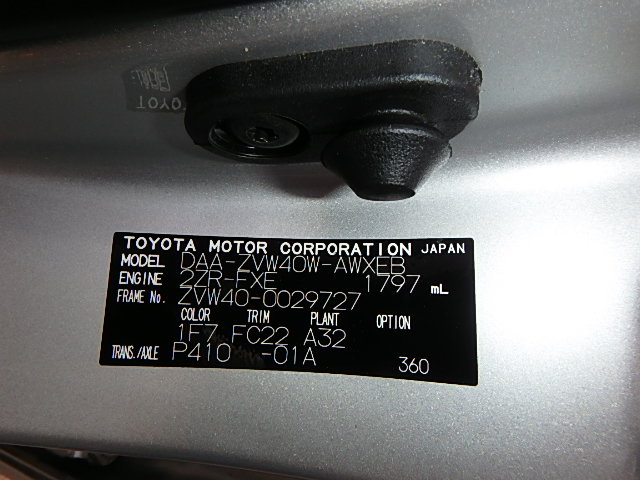 TOYOT
TOYOTA MOTOR CORPORATION JAPAN
MODEL DAA-ZVW40W-AWXEB
ENGINE 2ZR-FXE 1797 mL
FRAME No. ZVW40-0029727
COLOR TRIM PLANT OPTION
1F7 FC22 A32
TRANS./AXLE P410 -01A
360